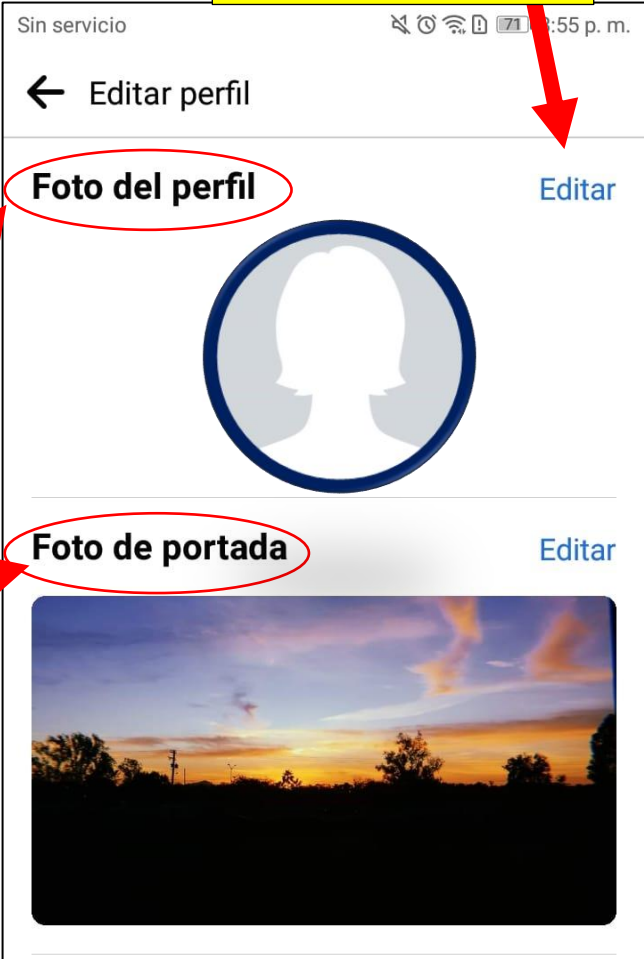 Sin servicio 71 :55 p. m.
Editar perfil
Foto del perfil Editar
Foto de portada Editar